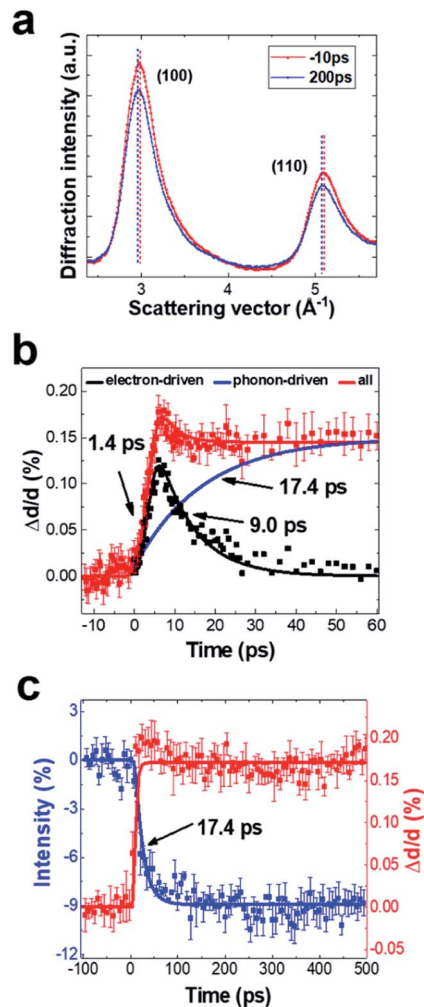 a
Diffraction intensity (a.u.)
-10ps
200ps
(100)
(110)
3 4 5
Scattering vector (Å⁻¹)
b
electron-driven phonon-driven all
Δd/d (%)
0.20
0.15
0.10
0.05
0.00
1.4 ps
17.4 ps
9.0 ps
-10 0 10 20 30 40 50 60
Time (ps)
c
Intensity (%)
3
0
-3
-6
-9
-12
17.4 ps
0.20
0.15
0.10
0.05
0.00
-0.05
Δd/d (%)
-100 0 100 200 300 400 500
Time (ps)